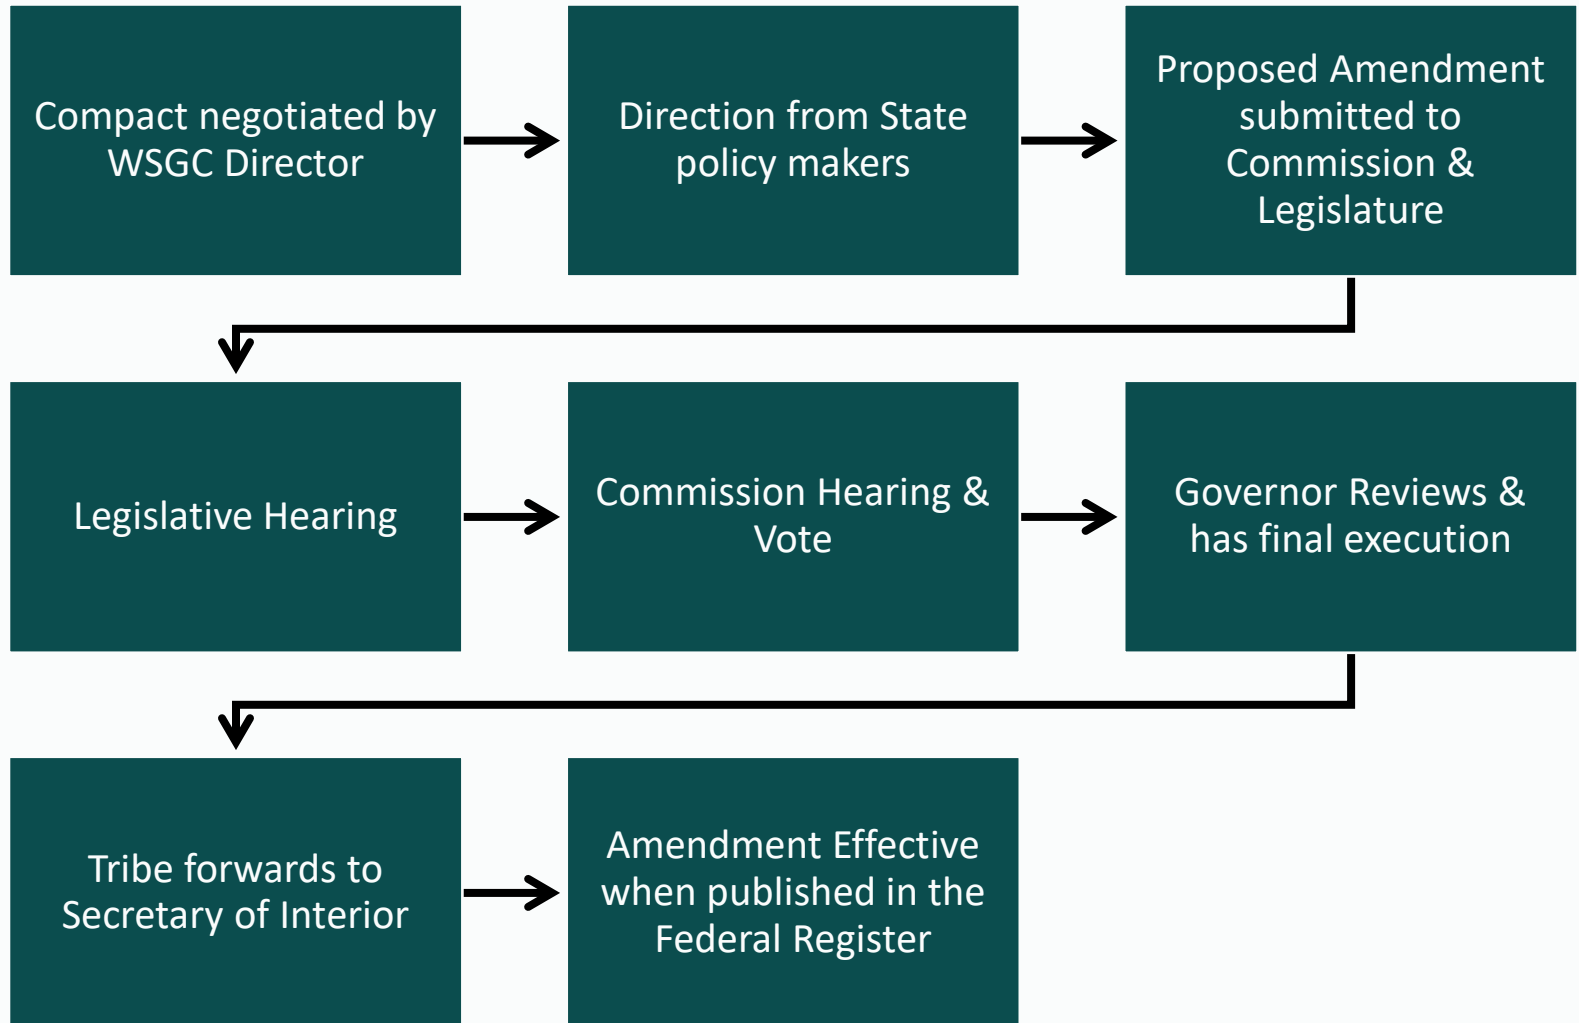 Compact negotiated by
WSGC Director
Direction from State
policy makers
Proposed Amendment
submitted to
Commission &
Legislature
Legislative Hearing
Commission Hearing &
Vote
Governor Reviews &
has final execution
Tribe forwards to
Secretary of Interior
Amendment Effective
when published in the
Federal Register